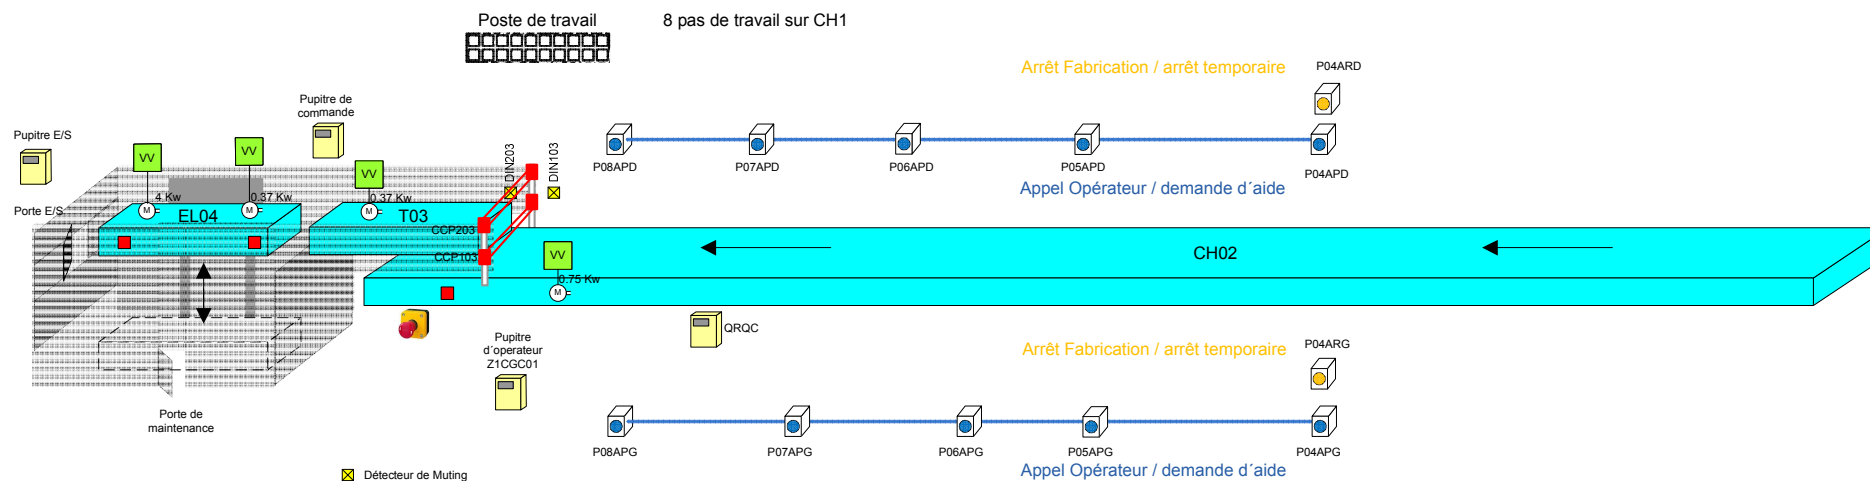 Poste de travail
8 pas de travail sur CH1
Arrêt Fabrication / arrêt temporaire
P04ARD
Pupitre de
commande
Pupitre E/S
VV
VV
VV
DIN203
DIN103
P08APD
P07APD
P06APD
P05APD
P04APD
Appel Opérateur / demande d´aide
4 Kw
0.37 Kw
0.37 Kw
M
M
M
Porte E/S
EL04
T03
CCP203
CCP103
VV
CH02
0.75 Kw
M
QRQC
Pupitre
d´operateur
Z1CGC01
Arrêt Fabrication / arrêt temporaire
P04ARG
Porte de
maintenance
P08APG
P07APG
P06APG
P05APG
P04APG
Appel Opérateur / demande d´aide
Détecteur de Muting